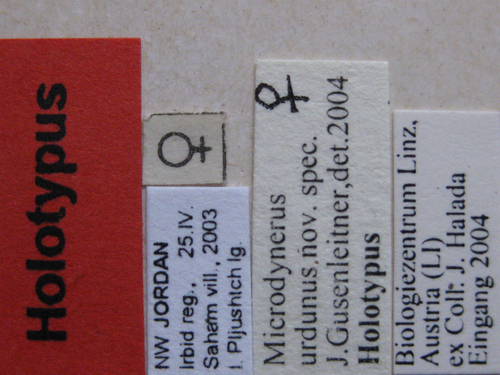 Holotypus
♀
NW JORDAN
Irbid reg., 25.IV.
Saham vill., 2003
I. Pljushtch lg.
♀
Microdynerus
urdunus.nov. spec.
J.Gusenleitner,det.2004
Holotypus
Biologiezentrum Linz,
Austria (LI)
ex Coll. J. Halada
Eingang 2004